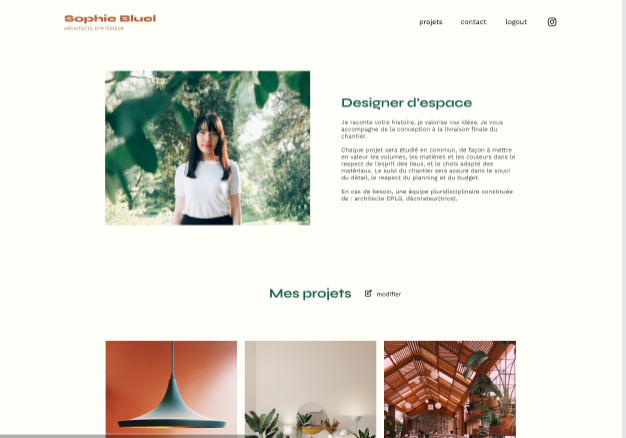 Sophie Bluel
ARCHITECTE D'INTÉRIEUR
projets
contact
logout
Designer d'espace
Je raconte votre histoire, je valorise vos idées. Je vous
accompagne de la conception à la livraison finale du
chantier.
Chaque projet sera étudié en commun, de façon à mettre
en valeur les volumes, les matières et les couleurs dans le
respect de l'esprit des lieux, et le choix adapté des
matériaux. Le suivi du chantier sera assuré dans le souci
du détail, le respect du planning et du budget.
En cas de besoin, une équipe pluridisciplinaire constituée
de : architecte DPLG, décorateur(trice).
Mes projets
modifier